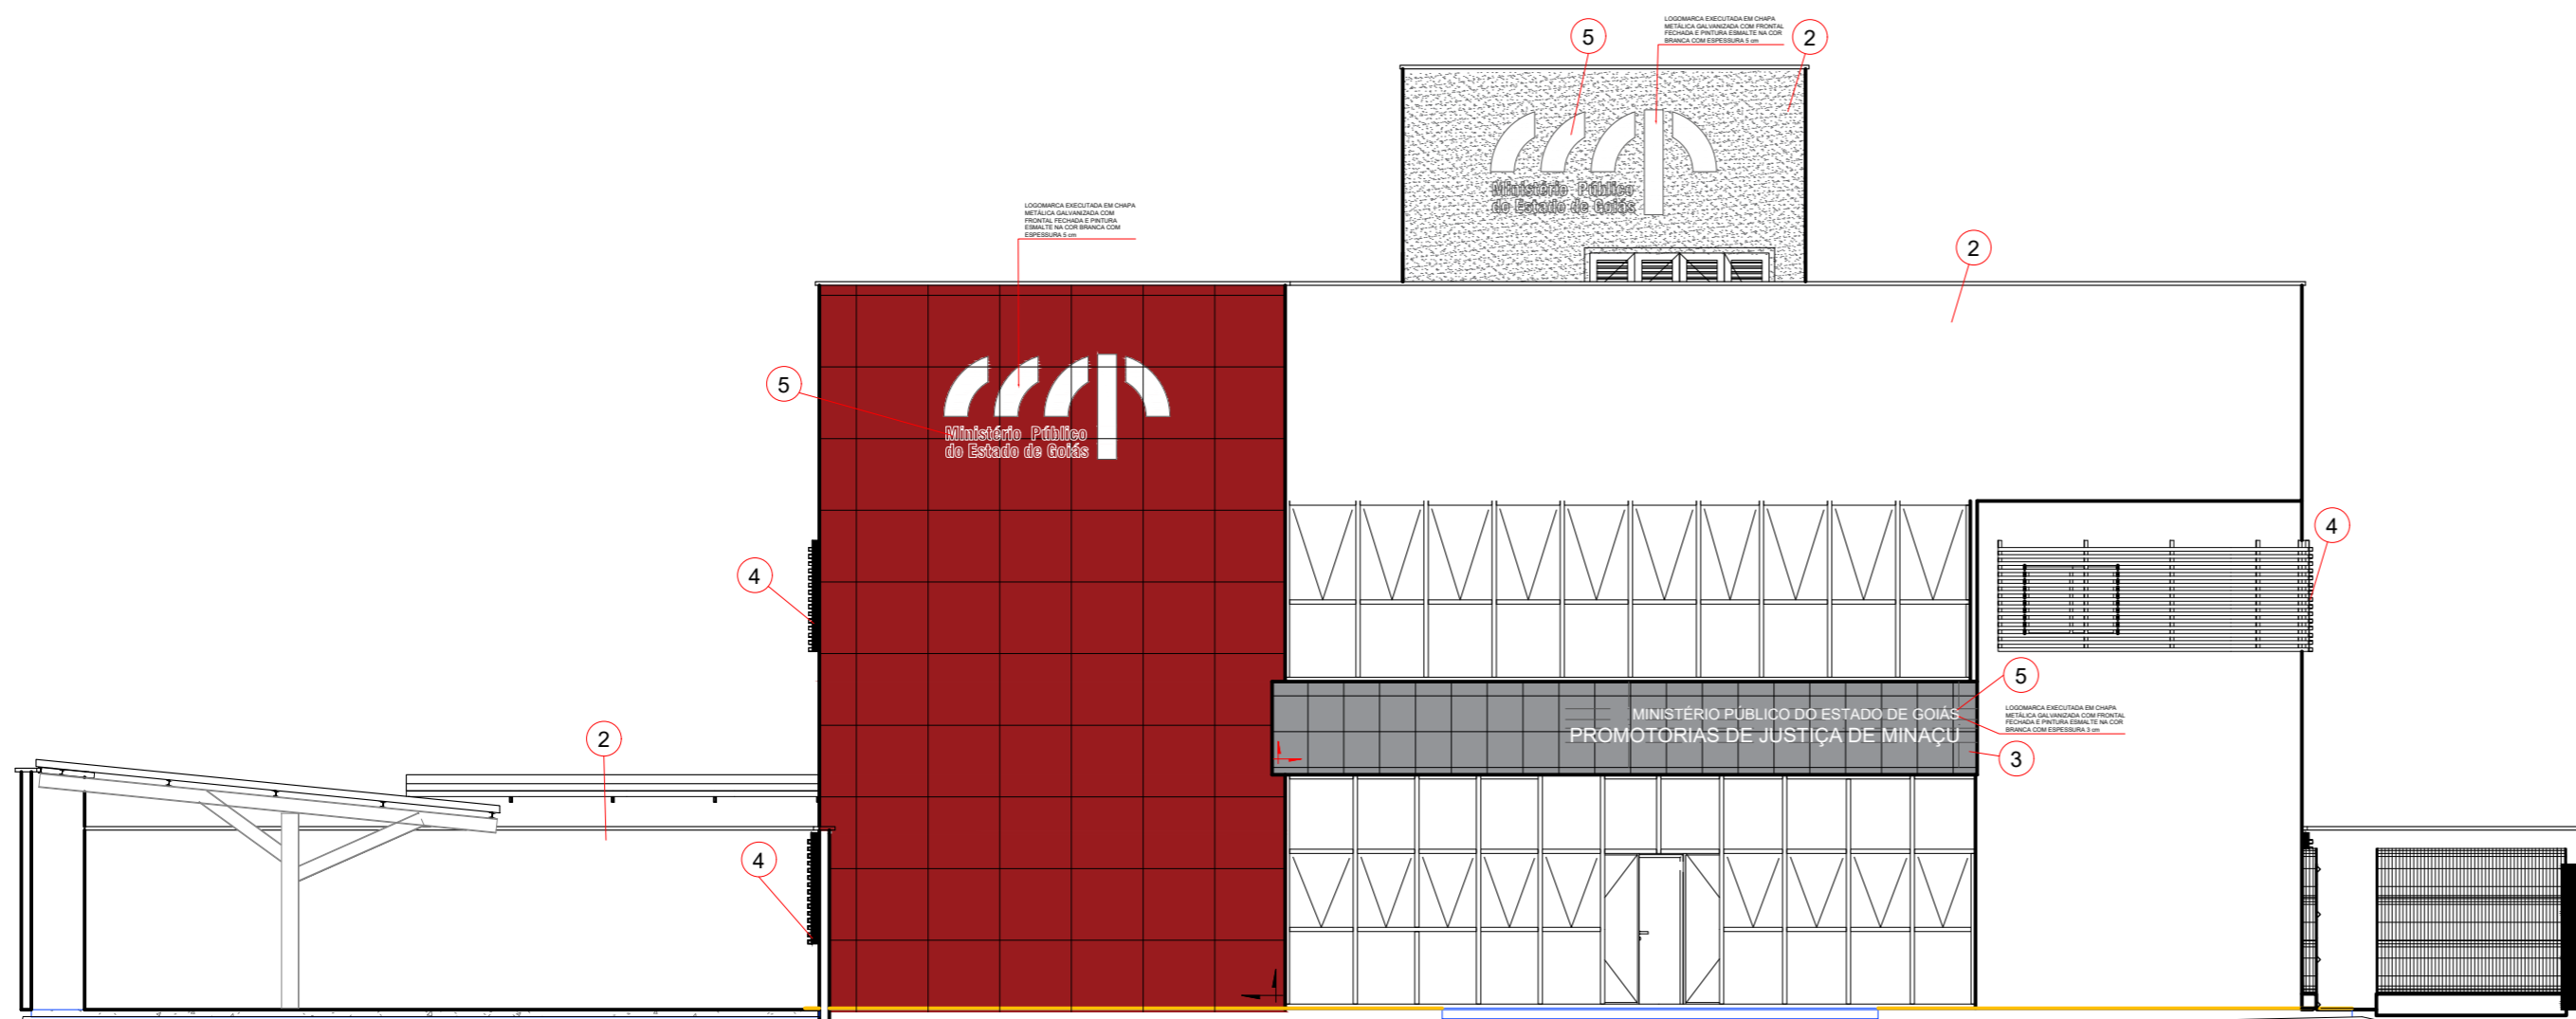 LOGOMARCA EXECUTADA EM CHAPA
METÁLICA GALVANIZADA COM FRONTAL
FECHADA E PINTURA ESMALTE NA COR
BRANCA COM ESPESSURA 5 cm
5
2
Ministério Público
do Estado de Goiás
LOGOMARCA EXECUTADA EM CHAPA
METÁLICA GALVANIZADA COM
FRONTAL FECHADA E PINTURA
ESMALTE NA COR BRANCA COM
ESPESSURA 5 cm
2
5
Ministério Público
do Estado de Goiás
4
4
5
MINISTÉRIO PÚBLICO DO ESTADO DE GOIÁS
PROMOTORIAS DE JUSTIÇA DE MINAÇU
LOGOMARCA EXECUTADA EM CHAPA
METÁLICA GALVANIZADA COM FRONTAL
FECHADA E PINTURA ESMALTE NA COR
BRANCA COM ESPESSURA 3 cm
3
2
4